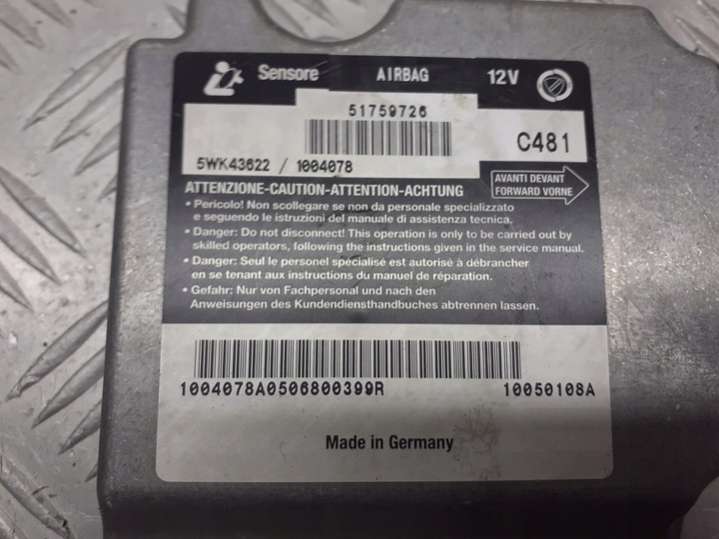 Sensore AIRBAG 12V
51759726
C481
5WK43622 / 1004078
AVANTI DEVANT
FORWARD VORNE
ATTENZIONE-CAUTION-ATTENTION-ACHTUNG
• Pericolo! Non scollegare se non da personale specializzato
e seguendo le istruzioni del manuale di assistenza tecnica.
• Danger: Do not disconnect! This operation is only to be carried out by
skilled operators, following the instructions given in the service manual.
• Danger: Seul le personel specialisé est autorisé à débrancher
en se tenant aux instructions du manuel de réparation.
• Gefahr: Nur von Fachpersonal und nach den
Anweisungen des Kundendiensthandbuches abtrennen lassen.
1004078A0506800399R 10050108A
Made in Germany